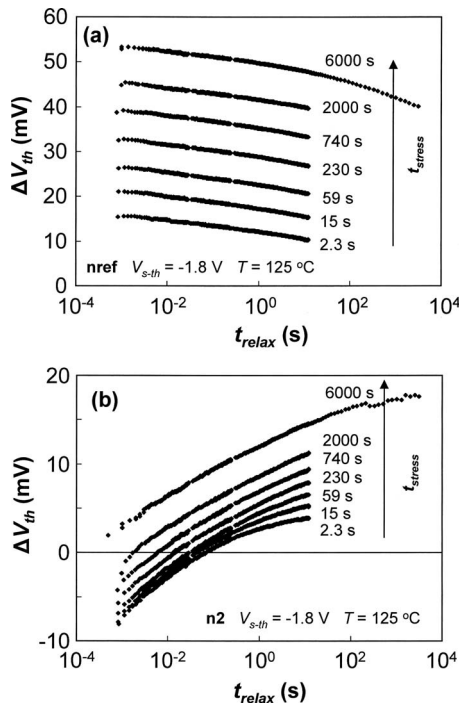 60
(a)
6000 s
50
2000 s
40
740 s
ΔVth (mV)
30
230 s
tstress
59 s
20
15 s
10
2.3 s
nref Vs-th = -1.8 V T = 125 °C
0
10-4 10-2 100 102 104
trelax (s)
20
(b)
6000 s
2000 s
10
740 s
230 s
59 s
tstress
15 s
2.3 s
ΔVth (mV)
0
n2 Vs-th = -1.8 V T = 125 °C
-10
10-4 10-2 100 102 104
trelax (s)